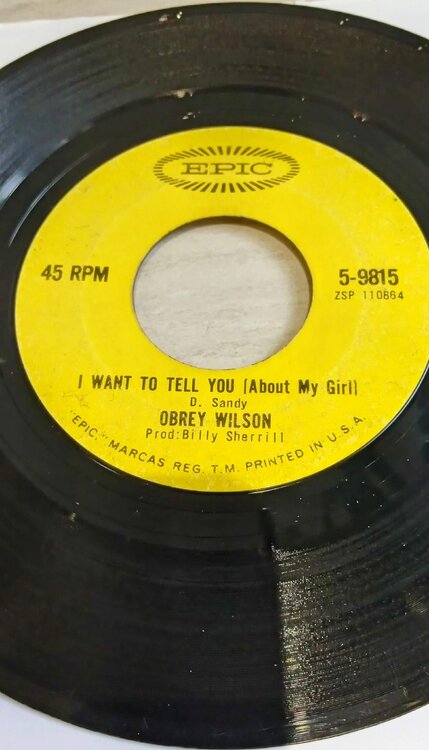 EPIC
45 RPM
5-9815
ZSP 110864
I WANT TO TELL YOU (About My Girl)
D. Sandy
OBREY WILSON
Prod: Billy Sherrill
"EPIC," MARCAS REG. T.M. PRINTED IN U.S.A.